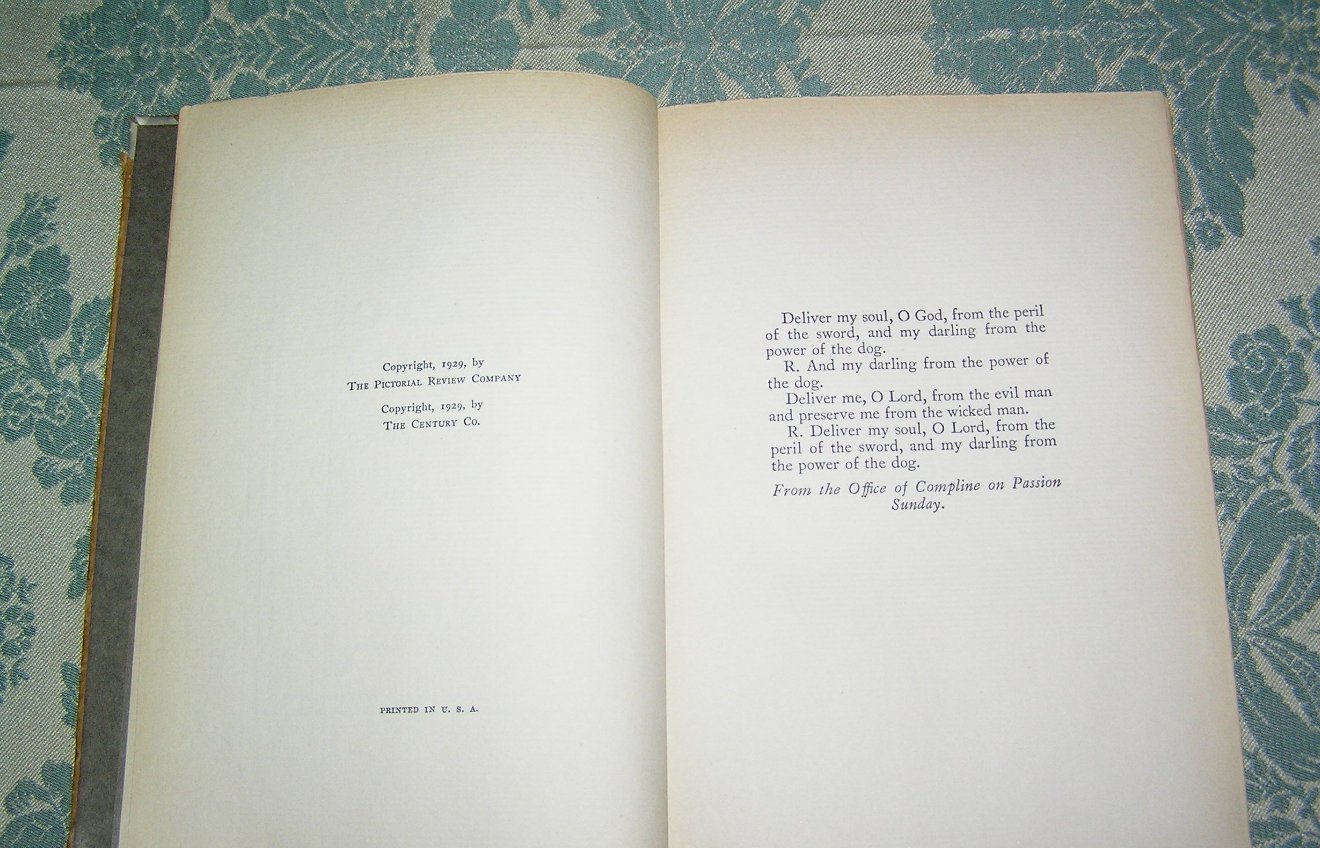 Copyright, 1929, by
The Pictorial Review Company
Copyright, 1929, by
The Century Co.
PRINTED IN U. S. A.
Deliver my soul, O God, from the peril
of the sword, and my darling from the
power of the dog.
R. And my darling from the power of
the dog.
Deliver me, O Lord, from the evil man
and preserve me from the wicked man.
R. Deliver my soul, O Lord, from the
peril of the sword, and my darling from
the power of the dog.
From the Office of Compline on Passion
Sunday.